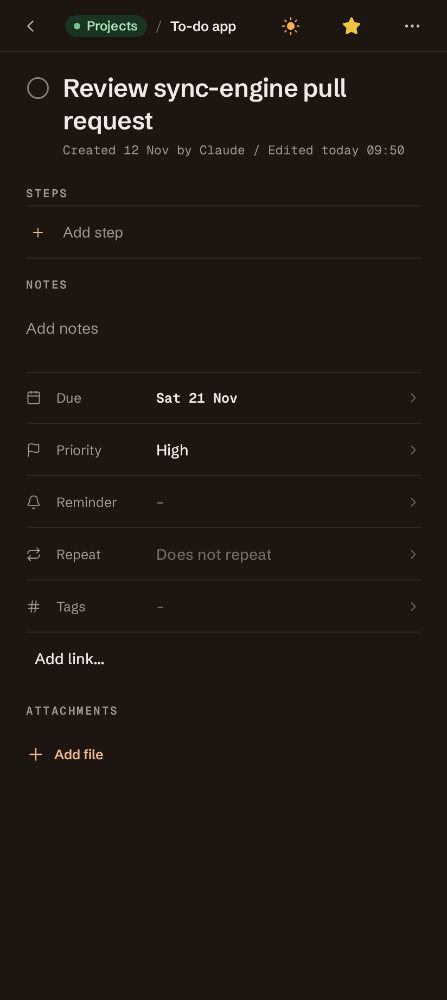 Projects / To-do app
Review sync-engine pull
request
Created 12 Nov by Claude / Edited today 09:50
STEPS
+ Add step
NOTES
Add notes
Due Sat 21 Nov
Priority High
Reminder –
Repeat Does not repeat
# Tags –
Add link...
ATTACHMENTS
+ Add file